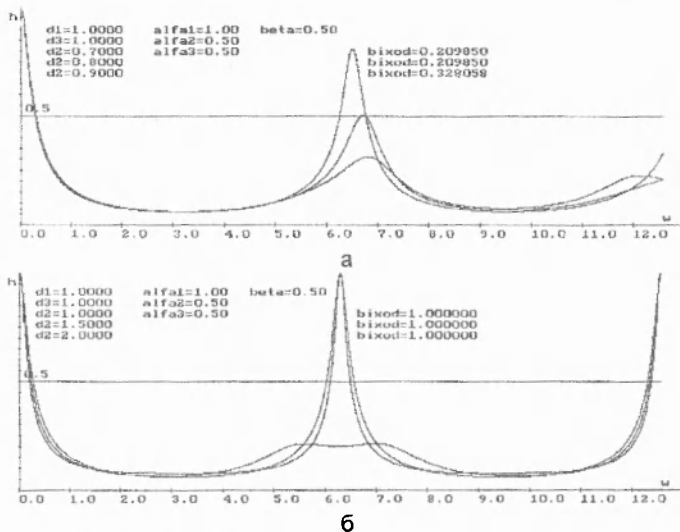 h
d1=1.0000 alfa1=1.00 beta=0.50
d3=1.0000 alfa2=0.50 bixod=0.209850
d2=0.7000 alfa3=0.50 bixod=0.209850
d2=0.8000 bixod=0.328058
d2=0.9000
0.5
w
0.0 1.0 2.0 3.0 4.0 5.0 6.0 7.0 8.0 9.0 10.0 11.0 12.0
а
h
d1=1.0000 alfa1=1.00 beta=0.50
d3=1.0000 alfa2=0.50
d2=1.0000 alfa3=0.50 bixod=1.000000
d2=1.5000 bixod=1.000000
d2=2.0000 bixod=1.000000
0.5
w
0.0 1.0 2.0 3.0 4.0 5.0 6.0 7.0 8.0 9.0 10.0 11.0 12.0
б